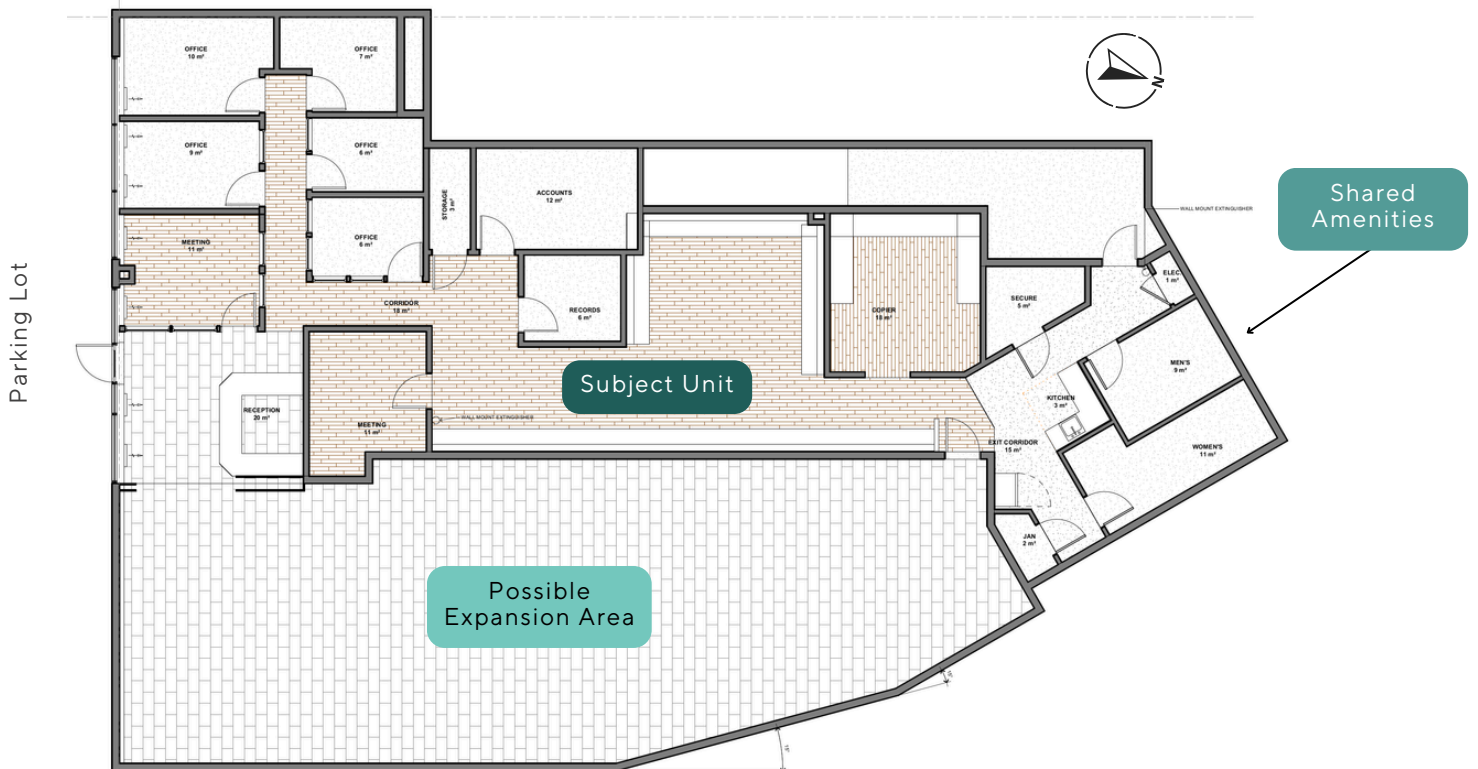 OFFICE
10 m²
OFFICE
7 m²
N
OFFICE
9 m²
OFFICE
6 m²
STORAGE
3 m²
ACCOUNTS
12 m²
Shared
Amenities
WALL MOUNT EXTINGUISHER
MEETING
11 m²
OFFICE
6 m²
ELEC.
1 m²
Parking Lot
CORRIDOR
18 m²
RECORDS
6 m²
COPIER
18 m²
SECURE
5 m²
MEN'S
9 m²
Subject Unit
RECEPTION
20 m²
MEETING
11 m²
WALL MOUNT EXTINGUISHER
KITCHEN
3 m²
EXIT CORRIDOR
15 m²
WOMEN'S
11 m²
JAN
2 m²
Possible
Expansion Area
15°
15°